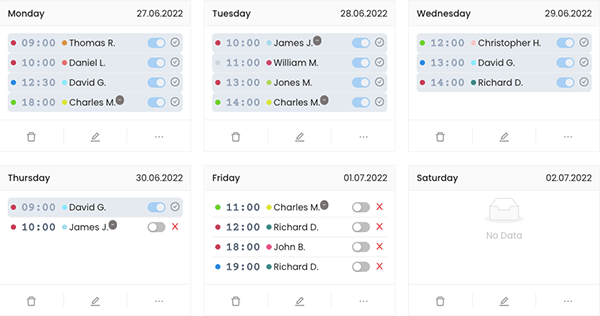 Monday 27.06.2022
09:00 Thomas R.
10:00 Daniel L.
12:30 David G.
18:00 Charles M.
Tuesday 28.06.2022
10:00 James J.
11:00 William M.
13:00 Jones M.
14:00 Charles M.
Wednesday 29.06.2022
12:00 Christopher H.
13:00 David G.
14:00 Richard D.
Thursday 30.06.2022
09:00 David G.
10:00 James J.
Friday 01.07.2022
11:00 Charles M.
12:00 Richard D.
18:00 John B.
19:00 Richard D.
Saturday 02.07.2022
No Data